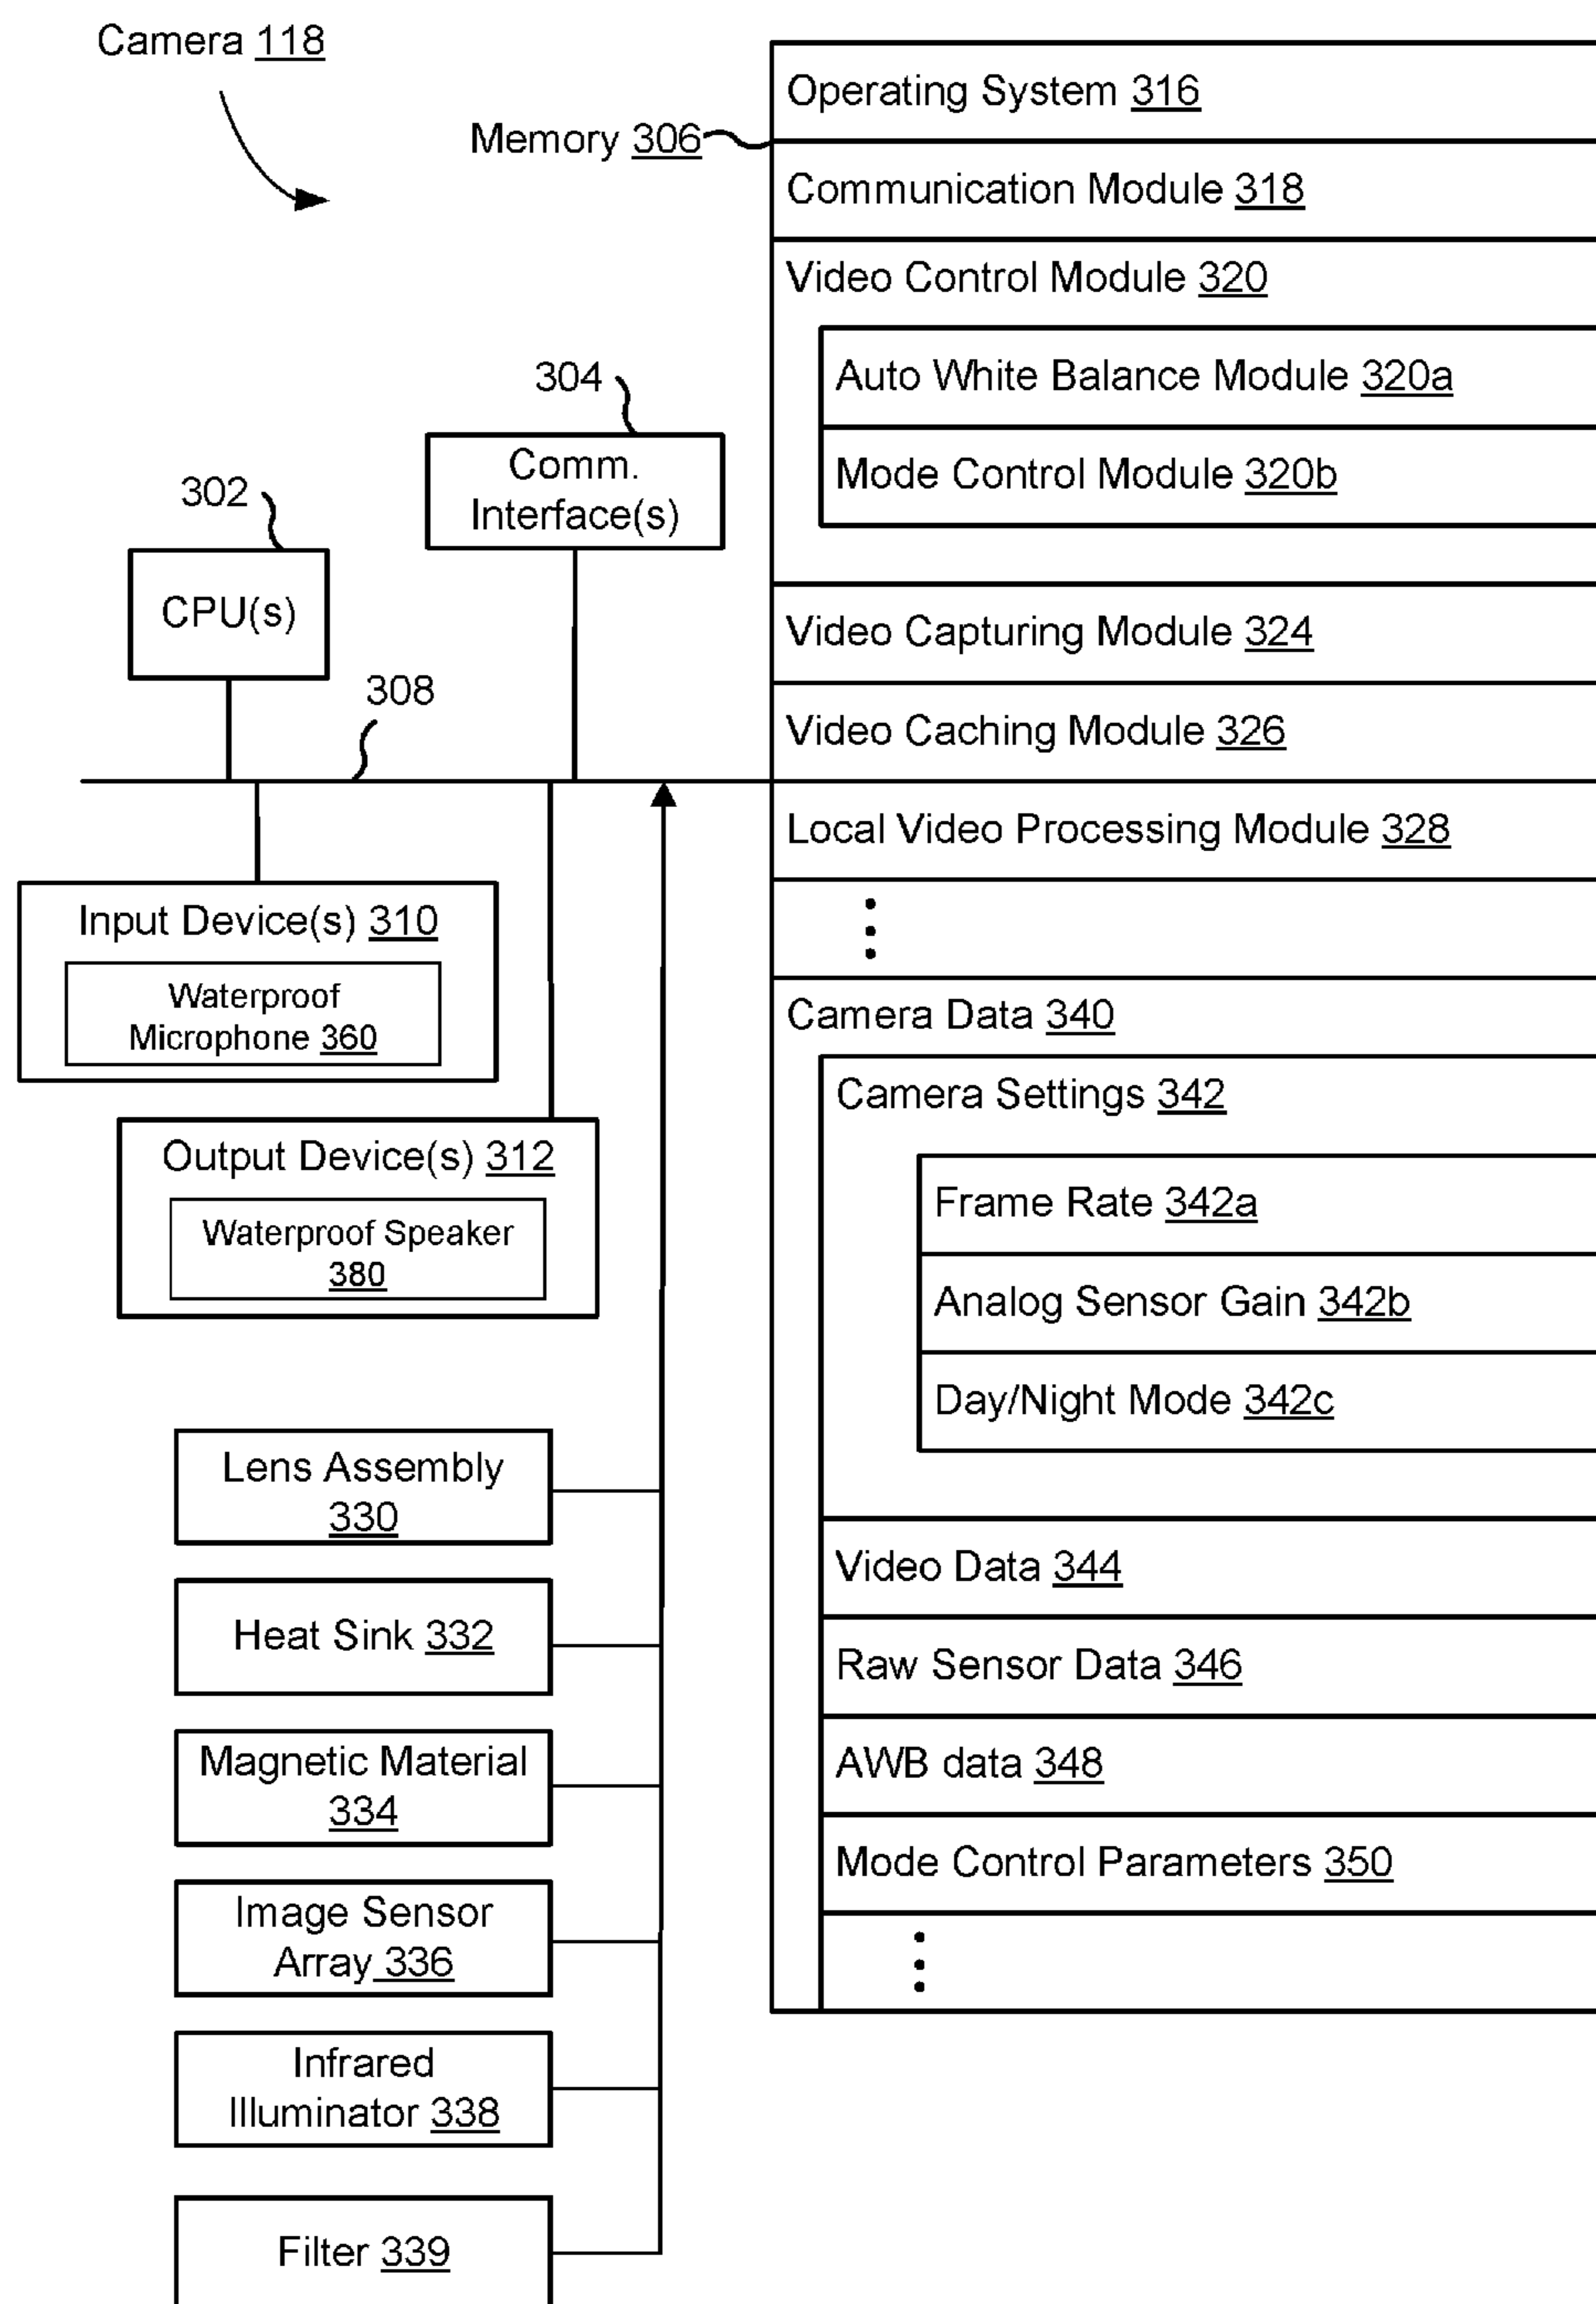 Camera 118
Memory 306
Operating System 316
Communication Module 318
Video Control Module 320
Auto White Balance Module 320a
Mode Control Module 320b
Video Capturing Module 324
Video Caching Module 326
Local Video Processing Module 328
Camera Data 340
Camera Settings 342
Frame Rate 342a
Analog Sensor Gain 342b
Day/Night Mode 342c
Video Data 344
Raw Sensor Data 346
AWB data 348
Mode Control Parameters 350
304
Comm.
Interface(s)
302
CPU(s)
308
Input Device(s) 310
Waterproof
Microphone 360
Output Device(s) 312
Waterproof Speaker
380
Lens Assembly
330
Heat Sink 332
Magnetic Material
334
Image Sensor
Array 336
Infrared
Illuminator 338
Filter 339